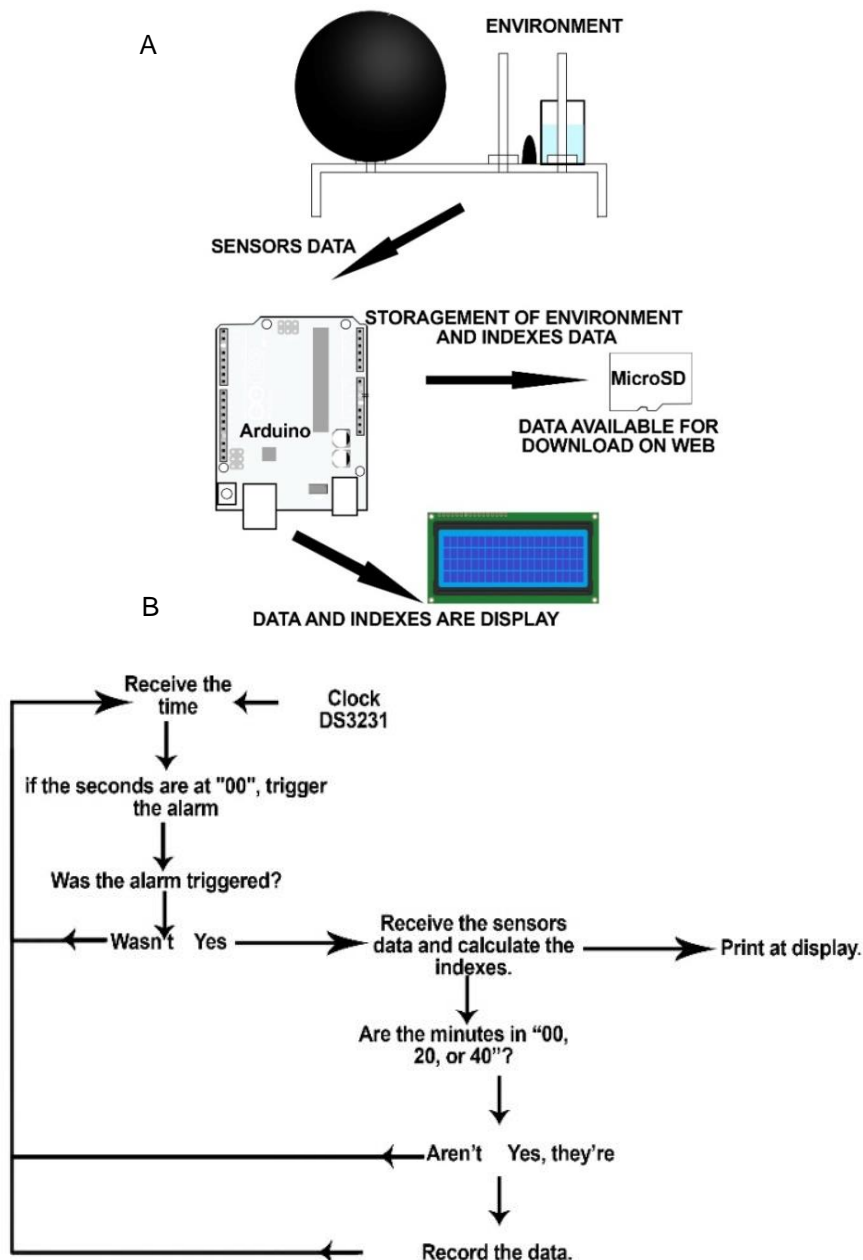 A
ENVIRONMENT
SENSORS DATA
STORAGEMENT OF ENVIRONMENT
AND INDEXES DATA
MicroSD
Arduino
DATA AVAILABLE FOR
DOWNLOAD ON WEB
B
DATA AND INDEXES ARE DISPLAY
Receive the
time
Clock
DS3231
if the seconds are at "00", trigger
the alarm
Was the alarm triggered?
Wasn't Yes
Receive the sensors
data and calculate the
indexes.
Print at display.
Are the minutes in “00,
20, or 40”?
Aren’t Yes, they’re
Record the data.